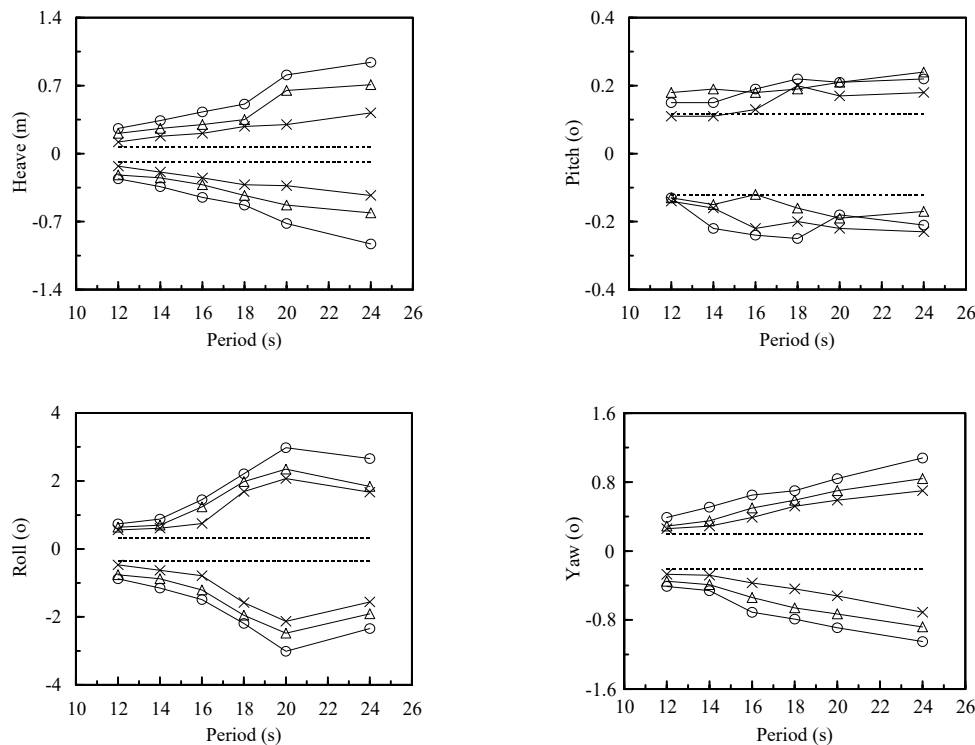 1.4
0.7
0
-0.7
-1.4
Heave (m)
10 12 14 16 18 20 22 24 26
Period (s)
0.4
0.2
0
-0.2
-0.4
Pitch (o)
10 12 14 16 18 20 22 24 26
Period (s)
4
2
0
-2
-4
Roll (o)
10 12 14 16 18 20 22 24 26
Period (s)
1.6
0.8
0
-0.8
-1.6
Yaw (o)
10 12 14 16 18 20 22 24 26
Period (s)